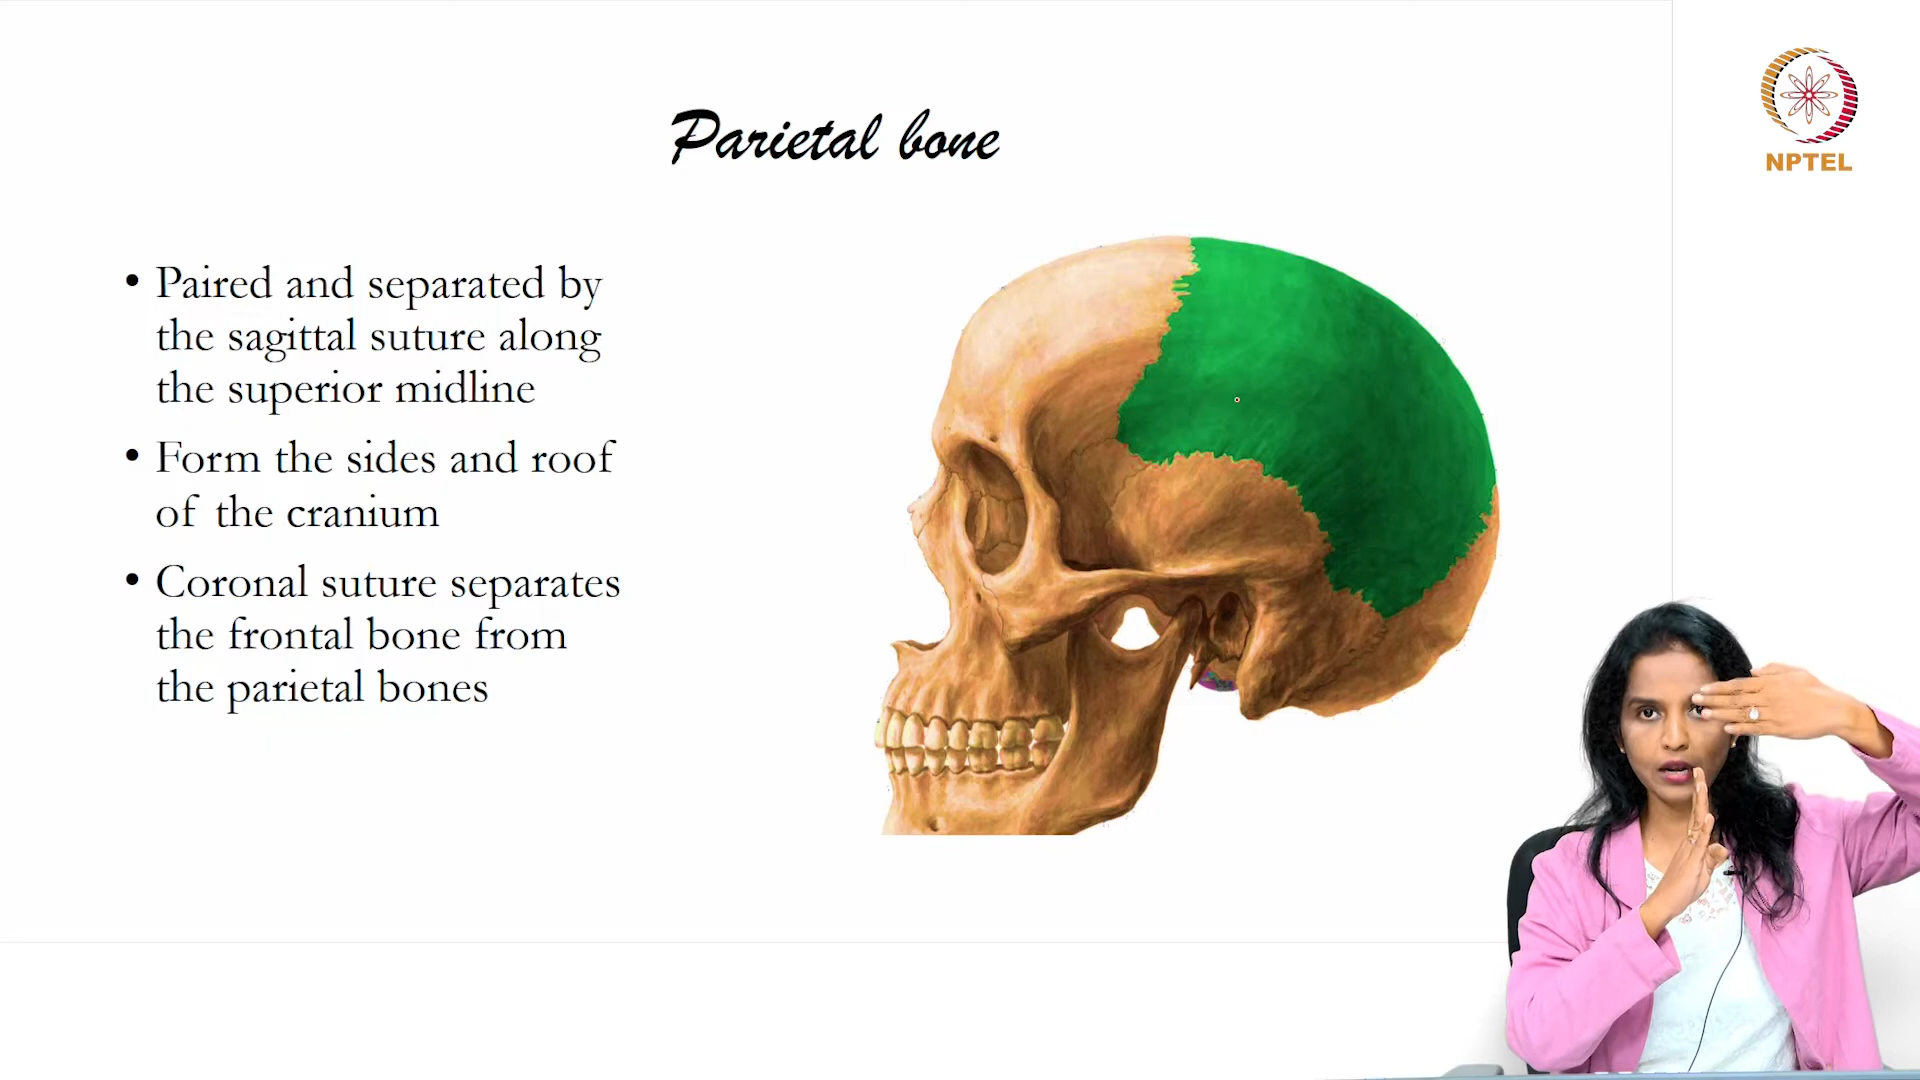 Parietal bone
NPTEL
• Paired and separated by
the sagittal suture along
the superior midline
• Form the sides and roof
of the cranium
• Coronal suture separates
the frontal bone from
the parietal bones